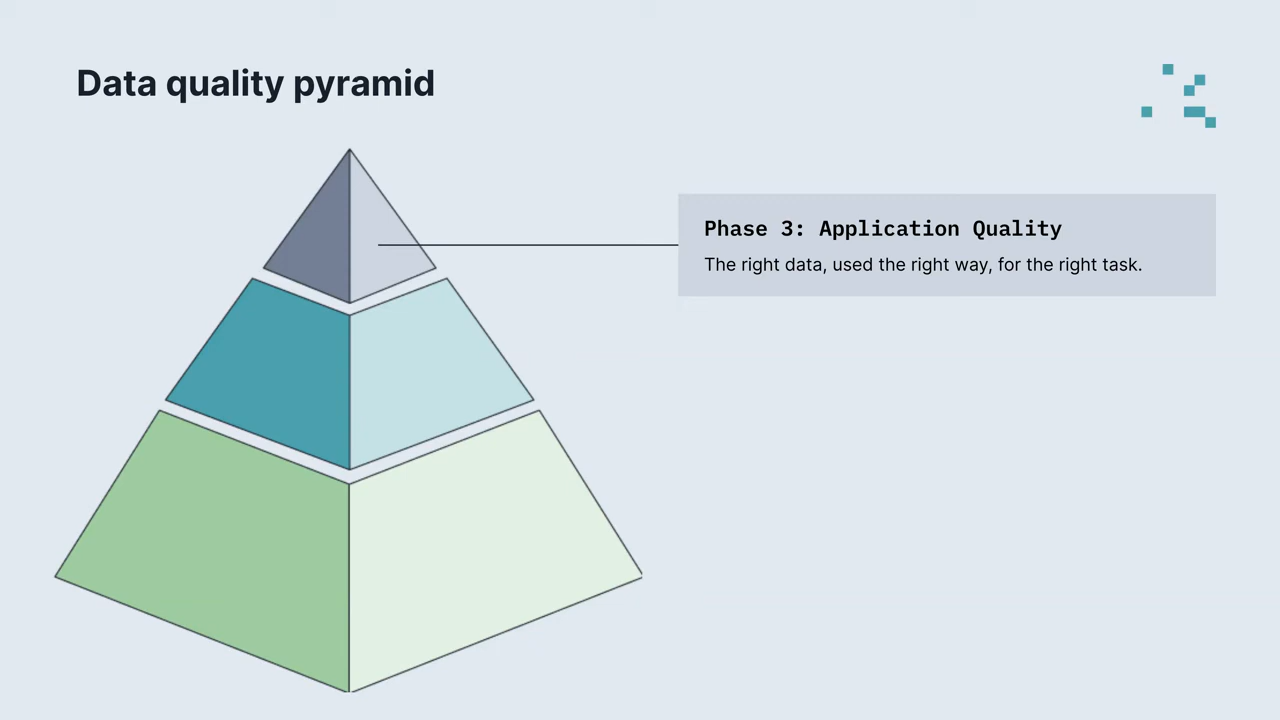 Data quality pyramid
Phase 3: Application Quality
The right data, used the right way, for the right task.